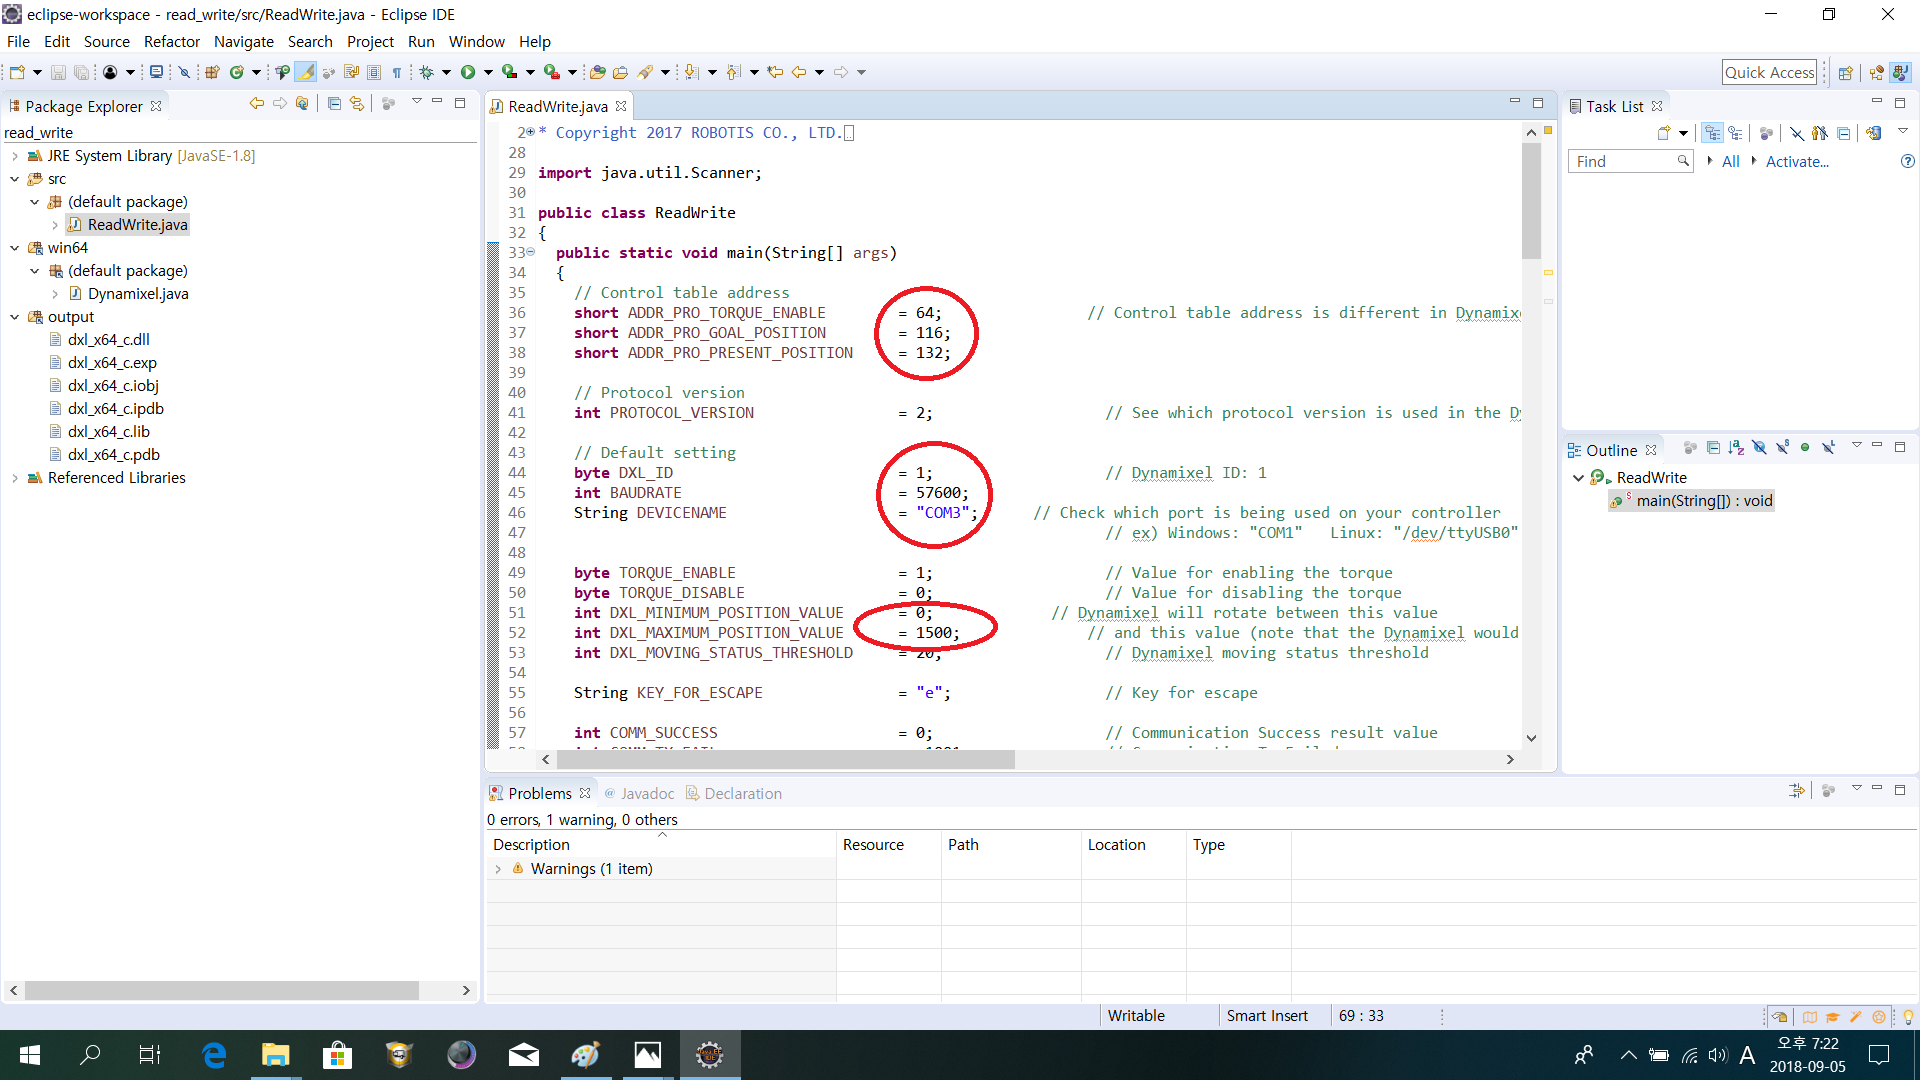 eclipse-workspace - read_write/src/ReadWrite.java - Eclipse IDE
File Edit Source Refactor Navigate Search Project Run Window Help
Quick Access
Package Explorer
read_write
JRE System Library [JavaSE-1.8]
src
(default package)
ReadWrite.java
win64
(default package)
Dynamixel.java
output
dxl_x64_c.dll
dxl_x64_c.exp
dxl_x64_c.iobj
dxl_x64_c.ipdb
dxl_x64_c.lib
dxl_x64_c.pdb
Referenced Libraries
ReadWrite.java
2 * Copyright 2017 ROBOTIS CO., LTD.
28
29 import java.util.Scanner;
30
31 public class ReadWrite
32 {
33 public static void main(String[] args)
34 {
35 // Control table address
36 short ADDR_PRO_TORQUE_ENABLE = 64; // Control table address is different in Dynamixe
37 short ADDR_PRO_GOAL_POSITION = 116;
38 short ADDR_PRO_PRESENT_POSITION = 132;
39
40 // Protocol version
41 int PROTOCOL_VERSION = 2; // See which protocol version is used in the Dy
42
43 // Default setting
44 byte DXL_ID = 1; // Dynamixel ID: 1
45 int BAUDRATE = 57600;
46 String DEVICENAME = "COM3"; // Check which port is being used on your controller
47 // ex) Windows: "COM1" Linux: "/dev/ttyUSB0"
48
49 byte TORQUE_ENABLE = 1; // Value for enabling the torque
50 byte TORQUE_DISABLE = 0; // Value for disabling the torque
51 int DXL_MINIMUM_POSITION_VALUE = 0; // Dynamixel will rotate between this value
52 int DXL_MAXIMUM_POSITION_VALUE = 1500; // and this value (note that the Dynamixel would
53 int DXL_MOVING_STATUS_THRESHOLD = 20; // Dynamixel moving status threshold
54
55 String KEY_FOR_ESCAPE = "e"; // Key for escape
56
57 int COMM_SUCCESS = 0; // Communication Success result value
Task List
Find All Activate...
Outline
ReadWrite
main(String[]) : void
Problems Javadoc Declaration
0 errors, 1 warning, 0 others
Description Resource Path Location Type
Warnings (1 item)
Writable Smart Insert 69 : 33
A
오후 7:22
2018-09-05